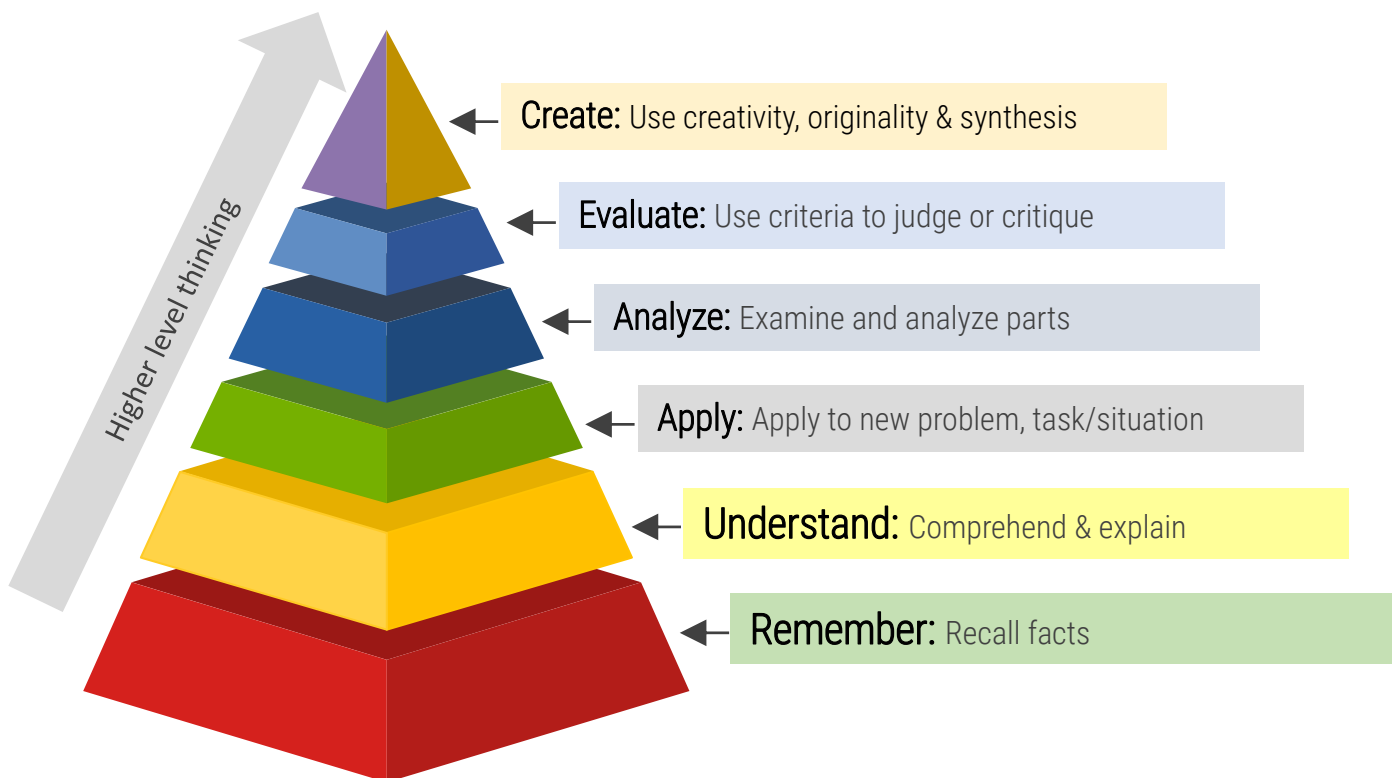 Create: Use creativity, originality & synthesis
Evaluate: Use criteria to judge or critique
Analyze: Examine and analyze parts
Apply: Apply to new problem, task/situation
Understand: Comprehend & explain
Remember: Recall facts
Higher level thinking